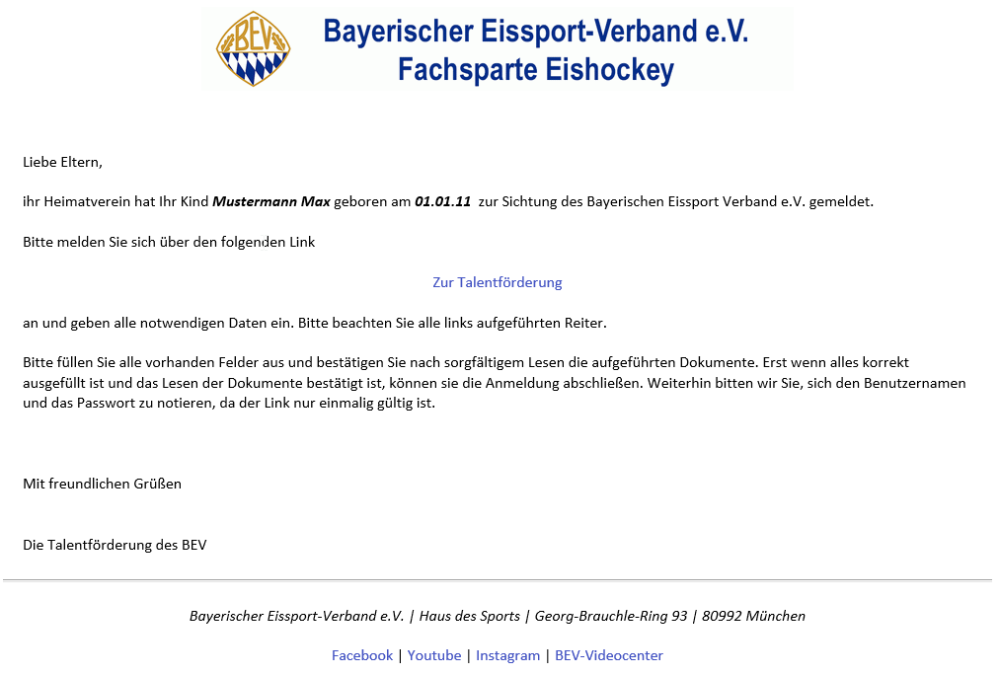 BEV
Bayerischer Eissport-Verband e.V.
Fachsparte Eishockey
Liebe Eltern,
ihr Heimatverein hat Ihr Kind Mustermann Max geboren am 01.01.11 zur Sichtung des Bayerischen Eissport Verband e.V. gemeldet.
Bitte melden Sie sich über den folgenden Link
Zur Talentförderung
an und geben alle notwendigen Daten ein. Bitte beachten Sie alle links aufgeführten Reiter.
Bitte füllen Sie alle vorhanden Felder aus und bestätigen Sie nach sorgfältigem Lesen die aufgeführten Dokumente. Erst wenn alles korrekt
ausgefüllt ist und das Lesen der Dokumente bestätigt ist, können sie die Anmeldung abschließen. Weiterhin bitten wir Sie, sich den Benutzernamen
und das Passwort zu notieren, da der Link nur einmalig gültig ist.
Mit freundlichen Grüßen
Die Talentförderung des BEV
Bayerischer Eissport-Verband e.V. | Haus des Sports | Georg-Brauchle-Ring 93 | 80992 München
Facebook | Youtube | Instagram | BEV-Videocenter